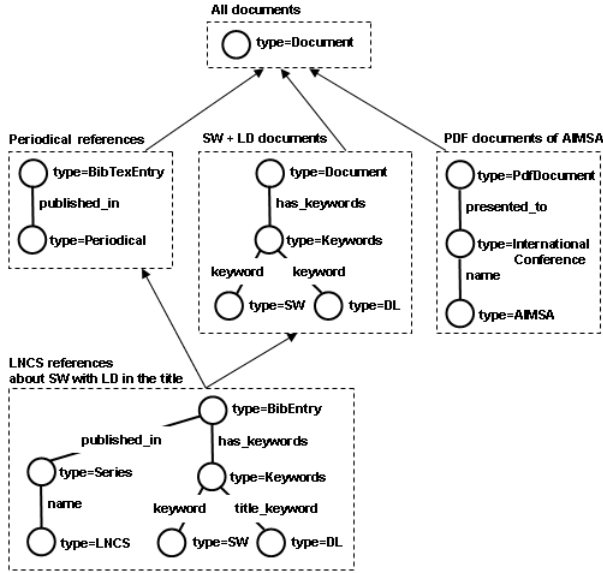 All documents
type=Document
Periodical references
type=BibTexEntry
published_in
type=Periodical
SW + LD documents
type=Document
has_keywords
type=Keywords
keyword
keyword
type=SW
type=DL
PDF documents of AIMSA
type=PdfDocument
presented_to
type=International
Conference
name
type=AIMSA
LNCS references
about SW with LD in the title
type=BibEntry
published_in
has_keywords
type=Series
type=Keywords
name
keyword
title_keyword
type=LNCS
type=SW
type=DL